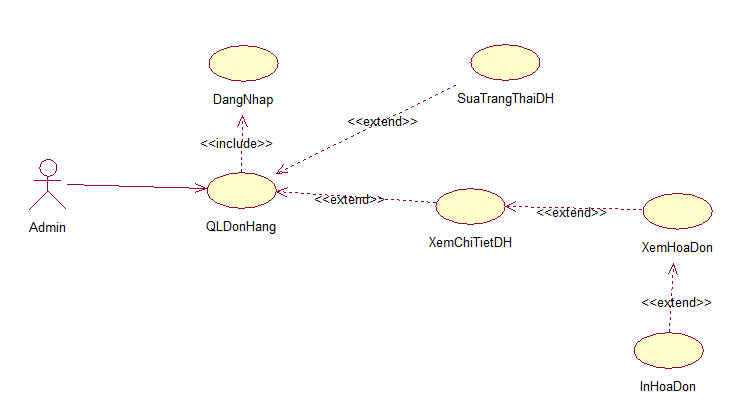 DangNhap
SuaTrangThaiDH
<<extend>>
<<include>>
Admin
QLDonHang
<<extend>>
XemChiTietDH
<<extend>>
XemHoaDon
<<extend>>
InHoaDon